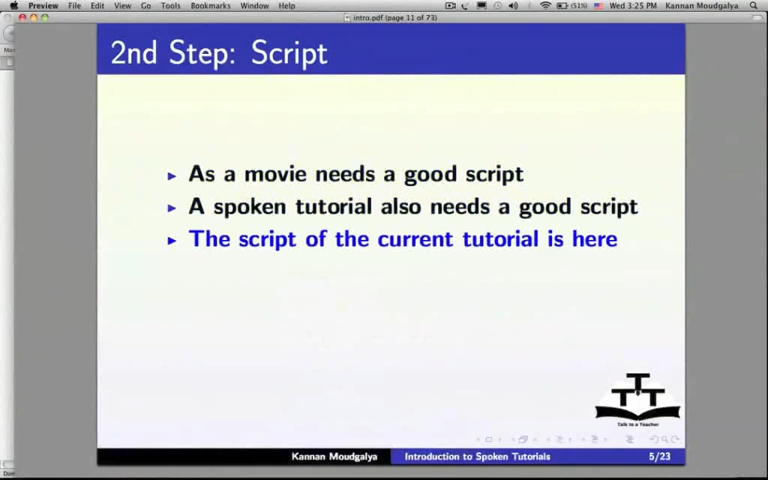 Preview File Edit View Go Tools Bookmarks Window Help (51%) Wed 3:25 PM Kannan Moudgalya
intro.pdf (page 11 of 73)
2nd Step: Script
As a movie needs a good script
A spoken tutorial also needs a good script
The script of the current tutorial is here
T
T T
Talk to a Teacher
Kannan Moudgalya Introduction to Spoken Tutorials 5/23